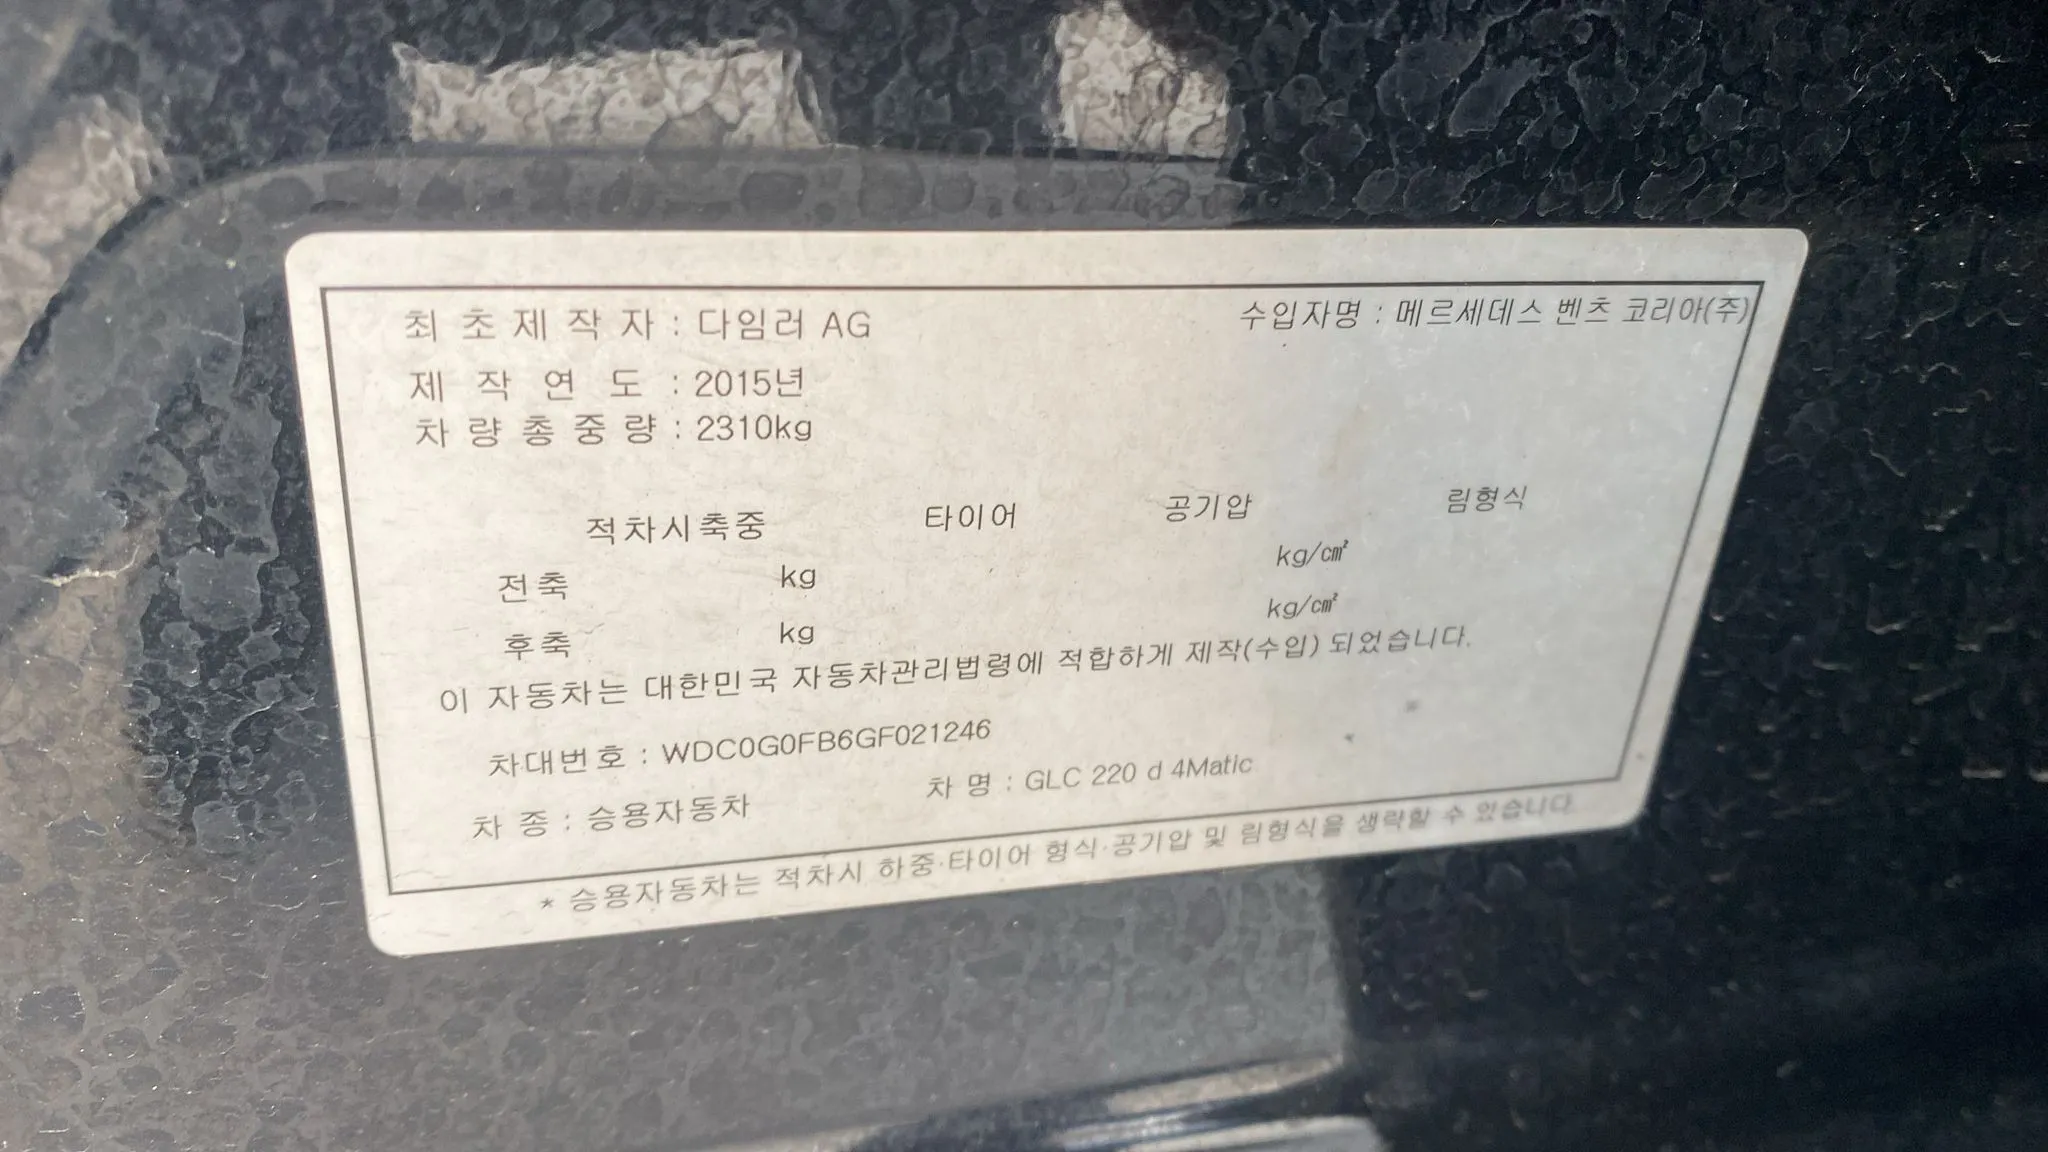 최초제작자 : 다임러 AG 수입자명 : 메르세데스 벤츠 코리아(주)
제작연도 : 2015년
차량총중량 : 2310kg
적차시축중 타이어 공기압 림형식
전축 kg kg/㎠
후축 kg kg/㎠
이 자동차는 대한민국 자동차관리법령에 적합하게 제작(수입) 되었습니다.
차대번호 : WDC0G0FB6GF021246
차 종 : 승용자동차 차 명 : GLC 220 d 4Matic
* 승용자동차는 적차시 하중·타이어 형식·공기압 및 림형식을 생략할 수 있습니다.